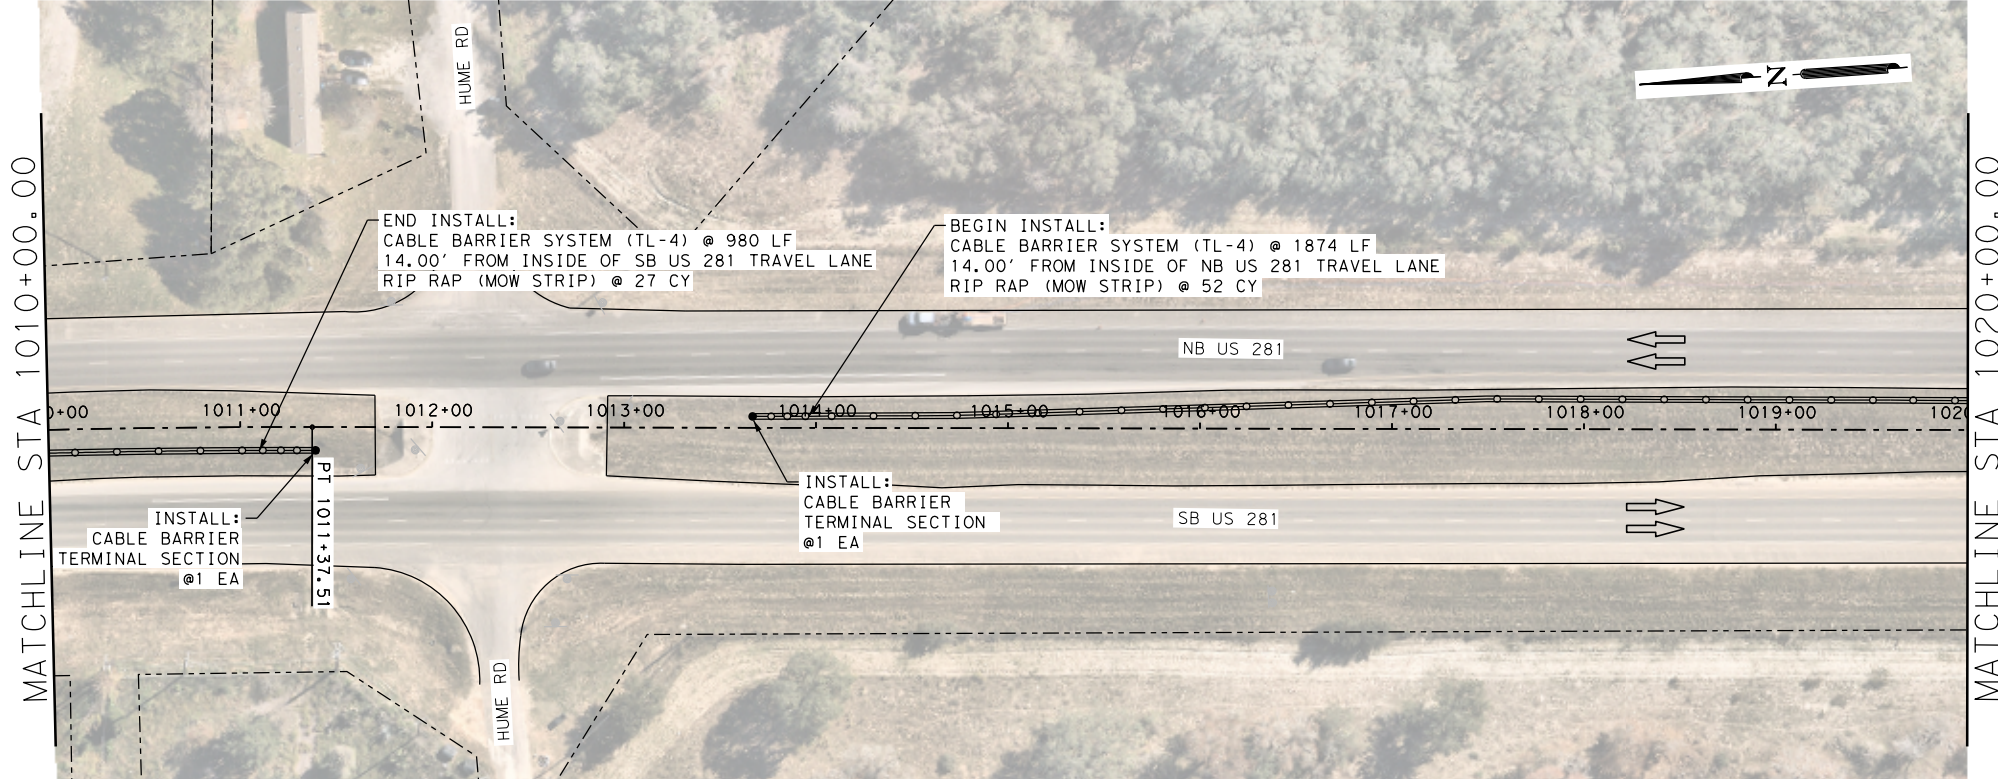 HUME RD
N
MATCHLINE STA 1010+00.00
END INSTALL:
CABLE BARRIER SYSTEM (TL-4) @ 980 LF
14.00' FROM INSIDE OF SB US 281 TRAVEL LANE
RIP RAP (MOW STRIP) @ 27 CY
BEGIN INSTALL:
CABLE BARRIER SYSTEM (TL-4) @ 1874 LF
14.00' FROM INSIDE OF NB US 281 TRAVEL LANE
RIP RAP (MOW STRIP) @ 52 CY
MATCHLINE STA 1020+00.00
NB US 281
0+00 1011+00 1012+00 1013+00 1014+00 1015+00 1016+00 1017+00 1018+00 1019+00 1020
PT 1011+37.51
INSTALL:
CABLE BARRIER
TERMINAL SECTION
@1 EA
INSTALL:
CABLE BARRIER
TERMINAL SECTION
@1 EA
SB US 281
HUME RD